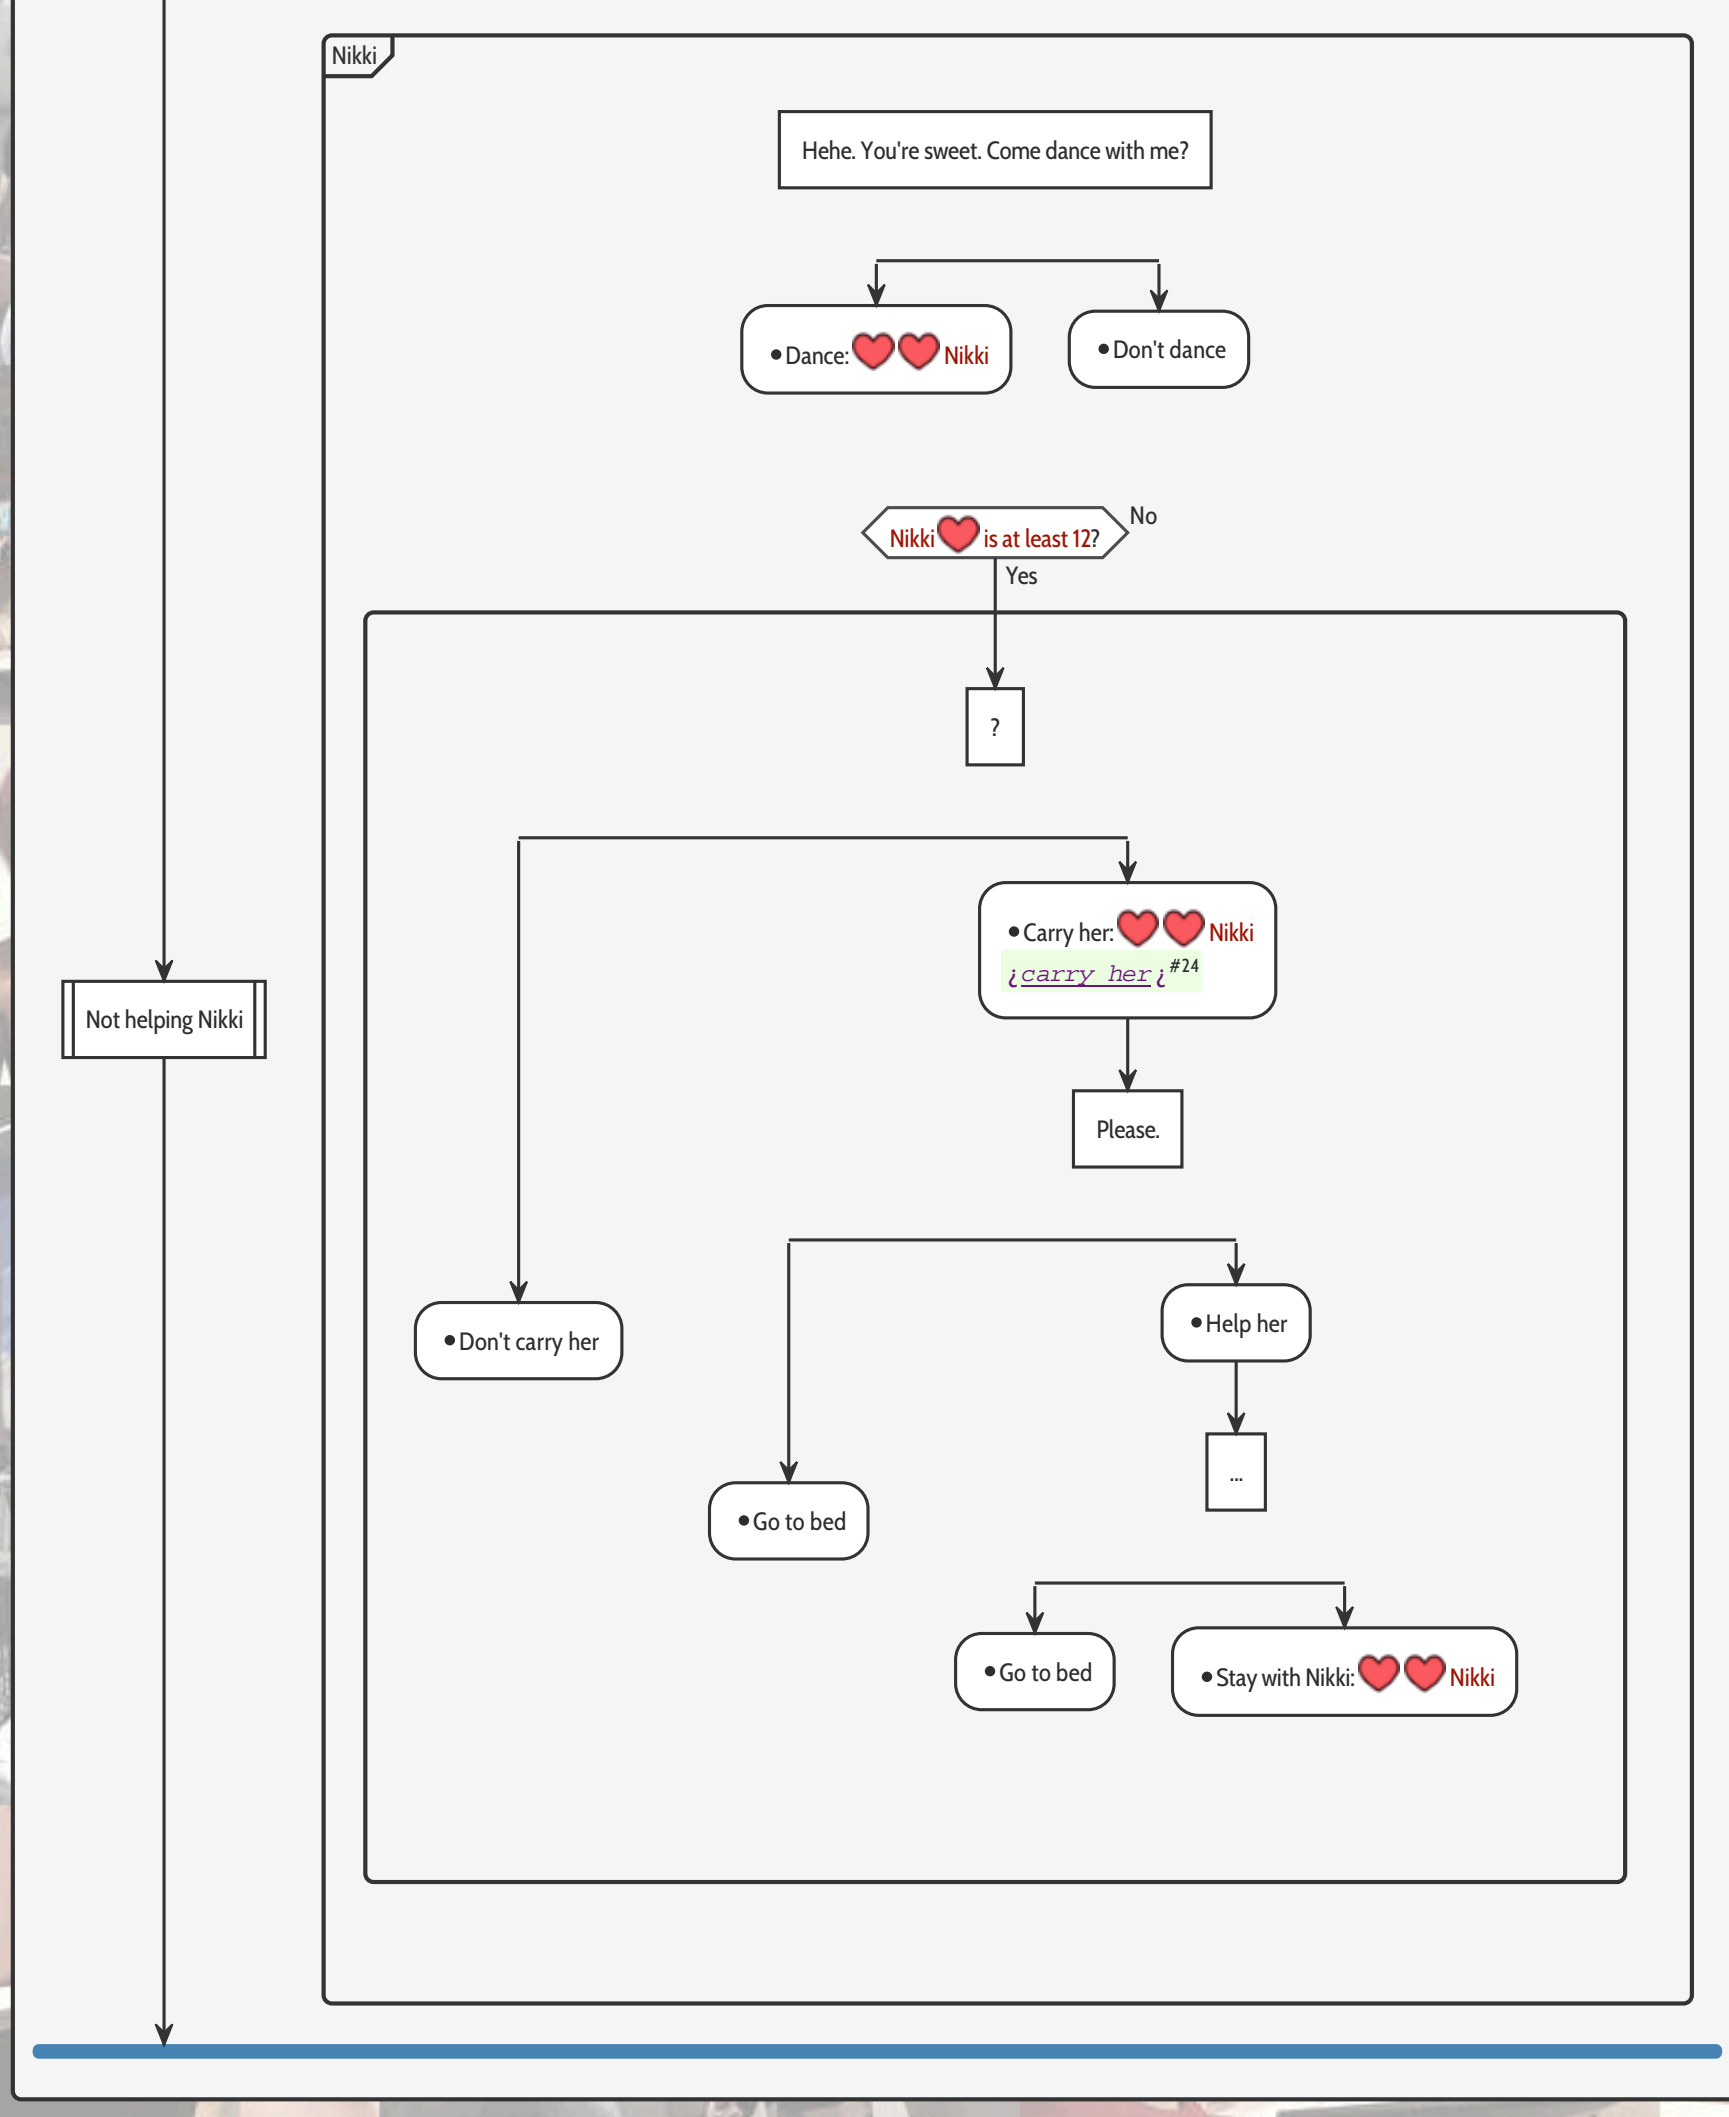 Nikki
Hehe. You're sweet. Come dance with me?
•Dance: Nikki
•Don't dance
Nikki is at least 12?
No
Yes
?
•Carry her: Nikki
¿carry her¿#24
Not helping Nikki
Please.
•Help her
•Don't carry her
...
•Go to bed
•Go to bed
•Stay with Nikki: Nikki